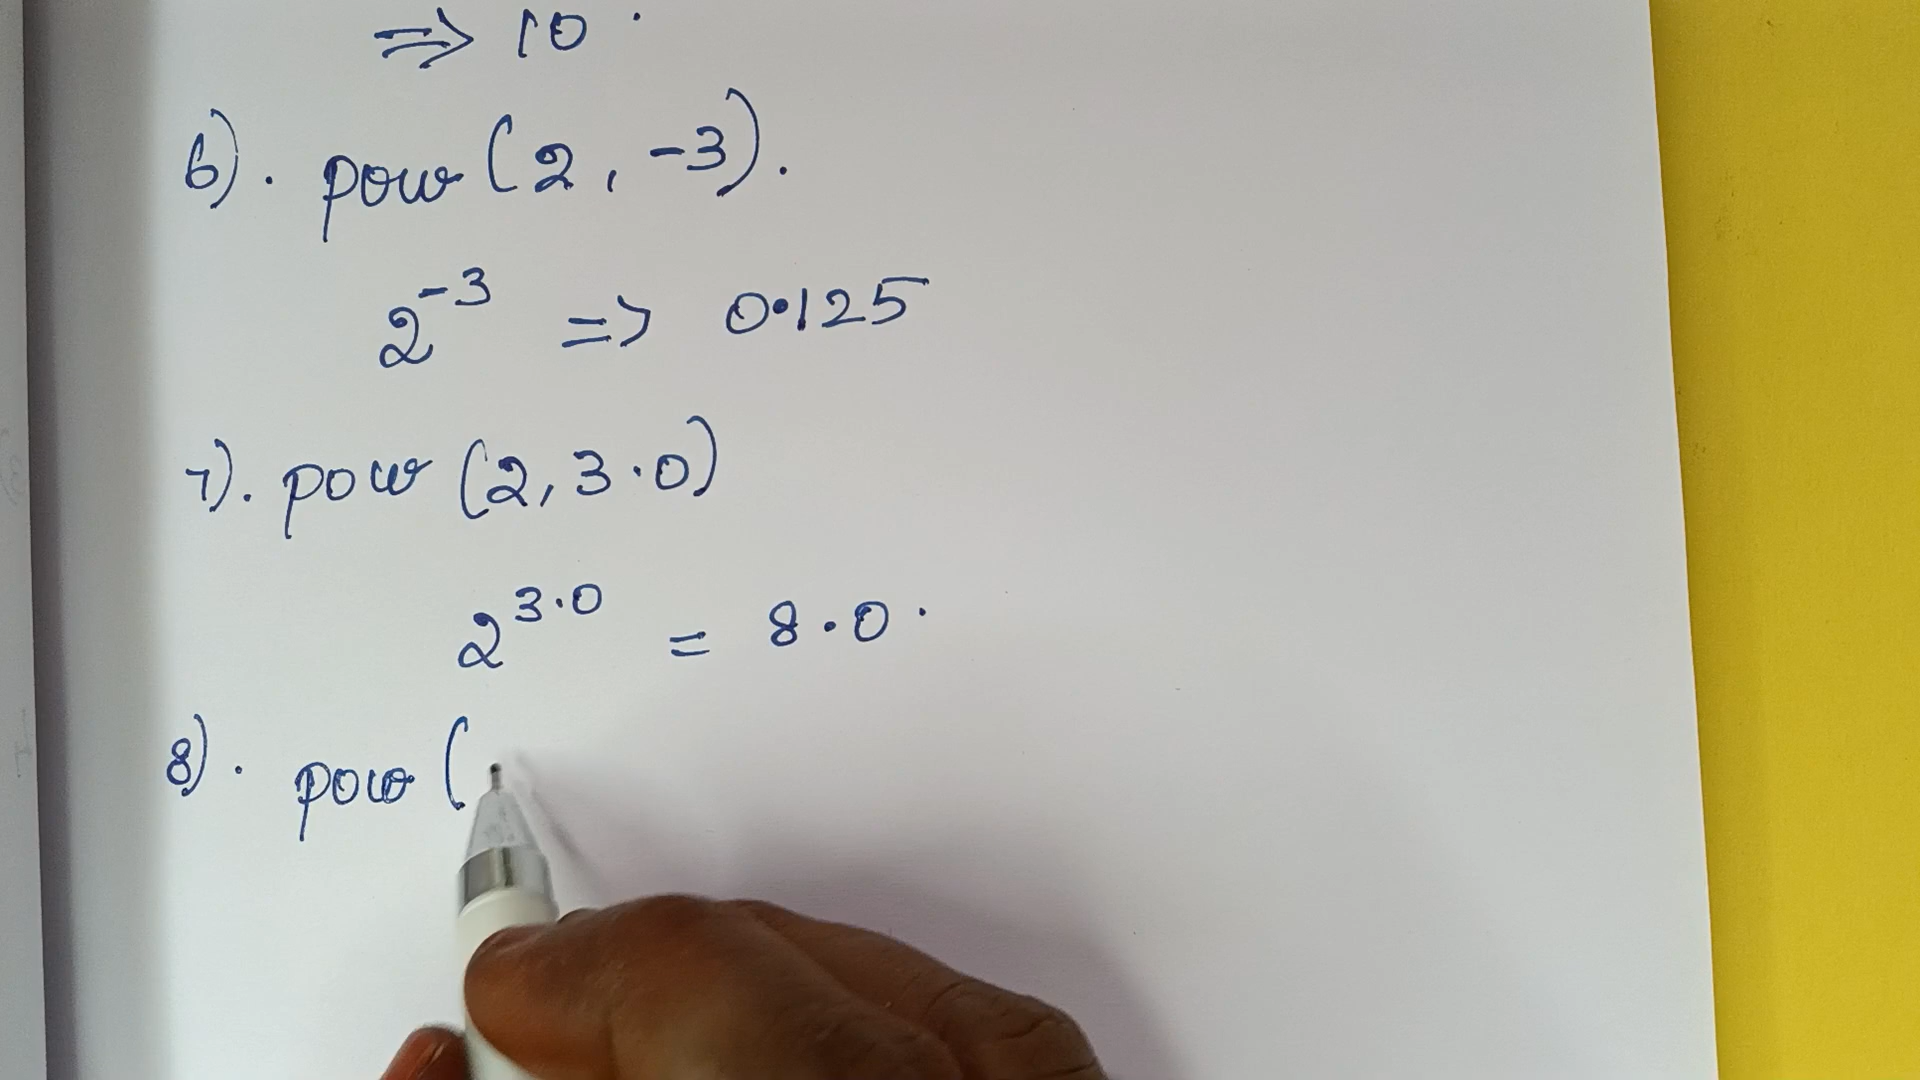 => 10.
6). pow (2, -3).
2^-3 => 0.125
7). pow (2, 3.0)
2^3.0 = 8.0.
8). pow (